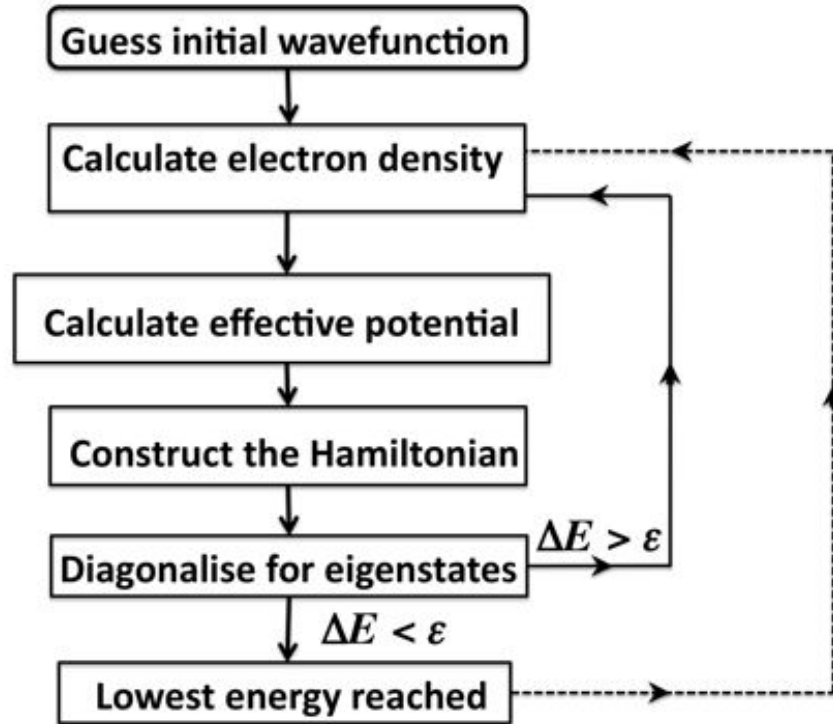 Guess initial wavefunction
Calculate electron density
Calculate effective potential
Construct the Hamiltonian
ΔE > ε
Diagonalise for eigenstates
ΔE < ε
Lowest energy reached